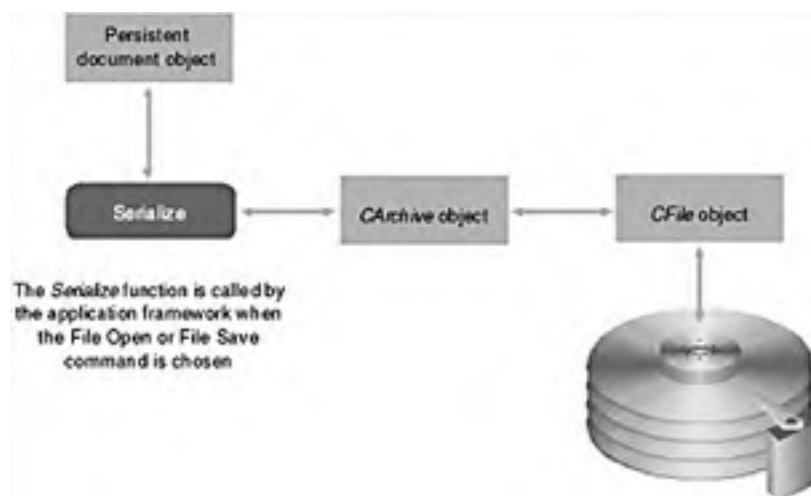 Persistent
document object
Serialize
CArchive object
CFile object
The Serialize function is called by
the application framework when
the File Open or File Save
command is chosen